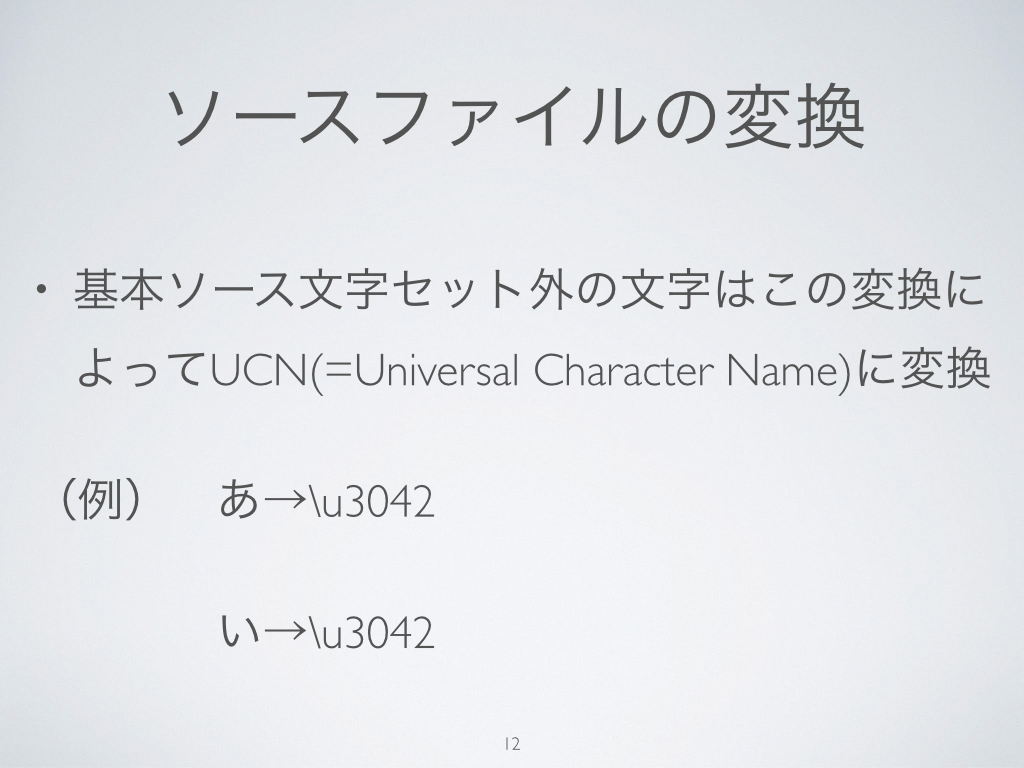 ソースファイルの変換
・基本ソース文字セット外の文字はこの変換に
よってUCN(=Universal Character Name)に変換
（例）　あ→\u3042
い→\u3042
12